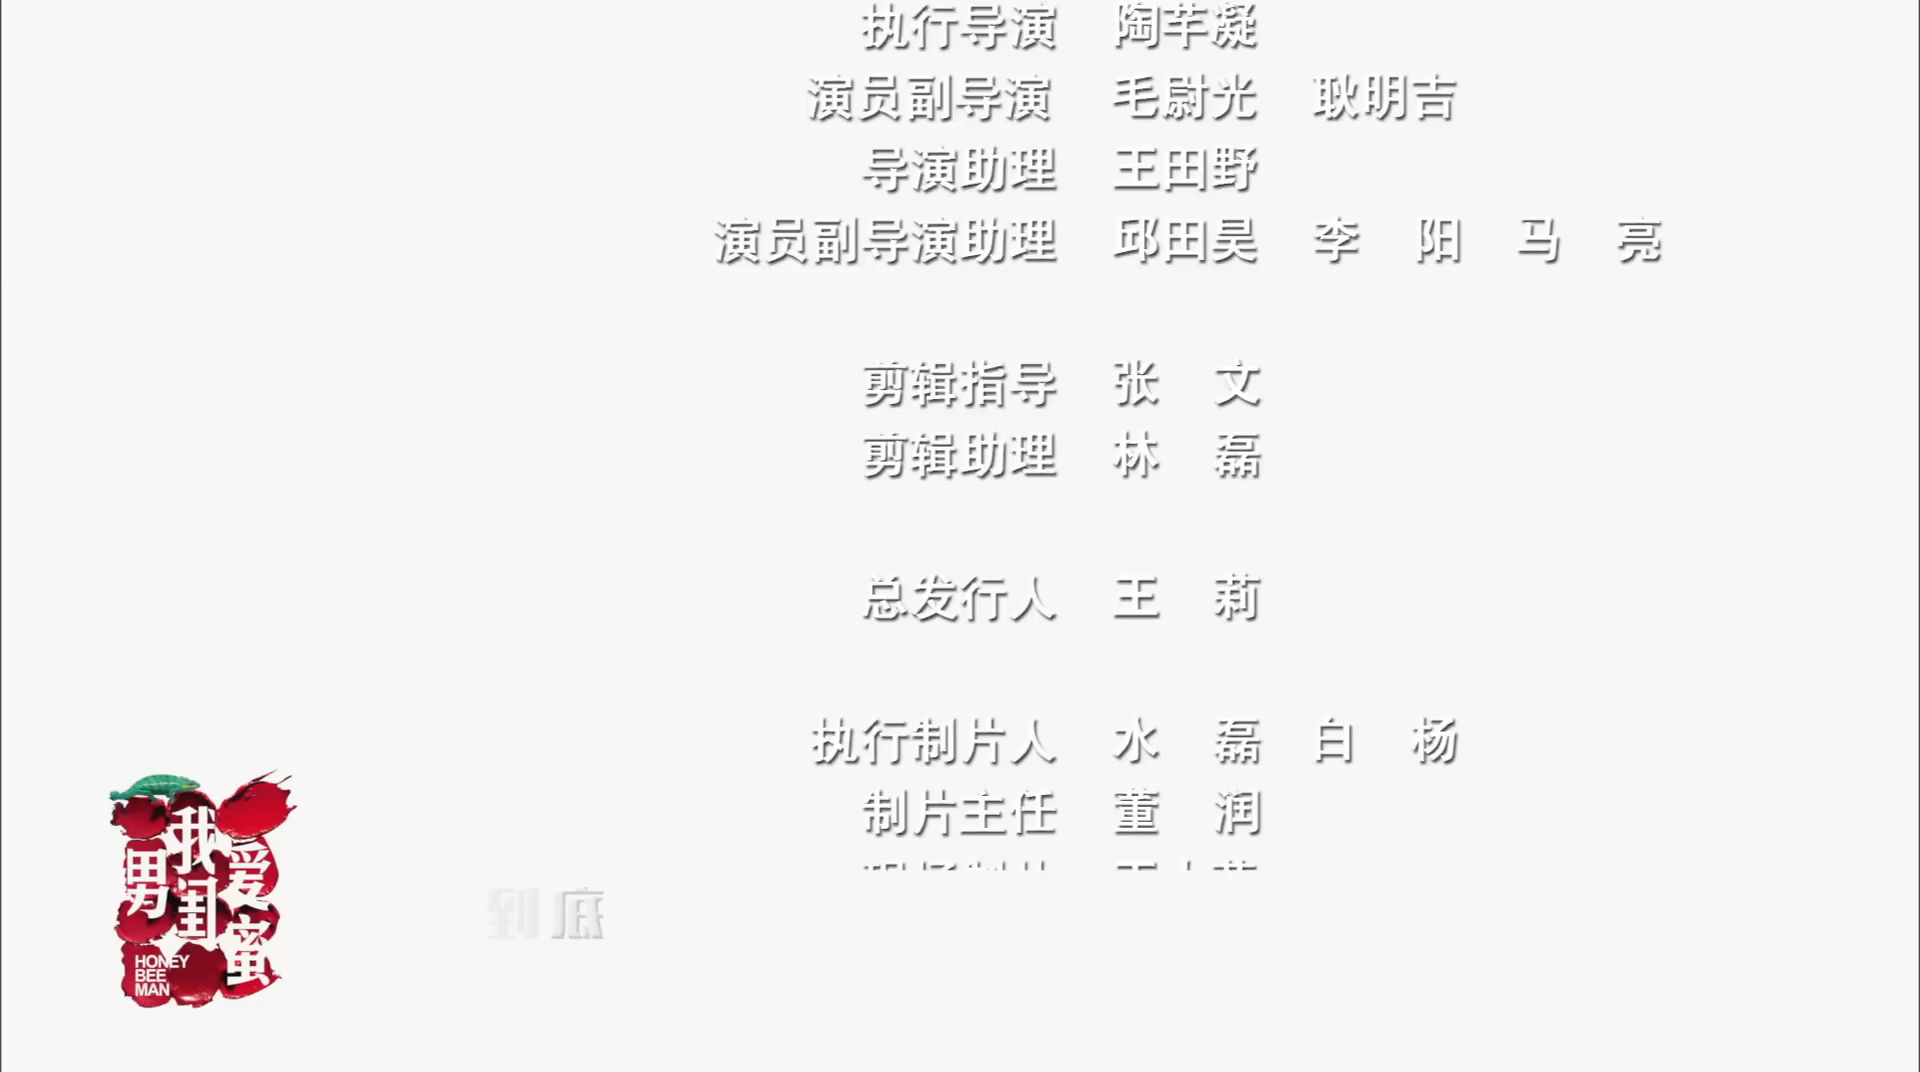 执行导演 陶芊凝
演员副导演 毛尉光 耿明吉
导演助理 王田野
演员副导演助理 邱田昊 李阳 马亮
剪辑指导 张文
剪辑助理 林磊
总发行人 王莉
执行制片人 水磊 白杨
制片主任 董润
到底
我闺蜜
男
爱
HONEY
BEE
MAN